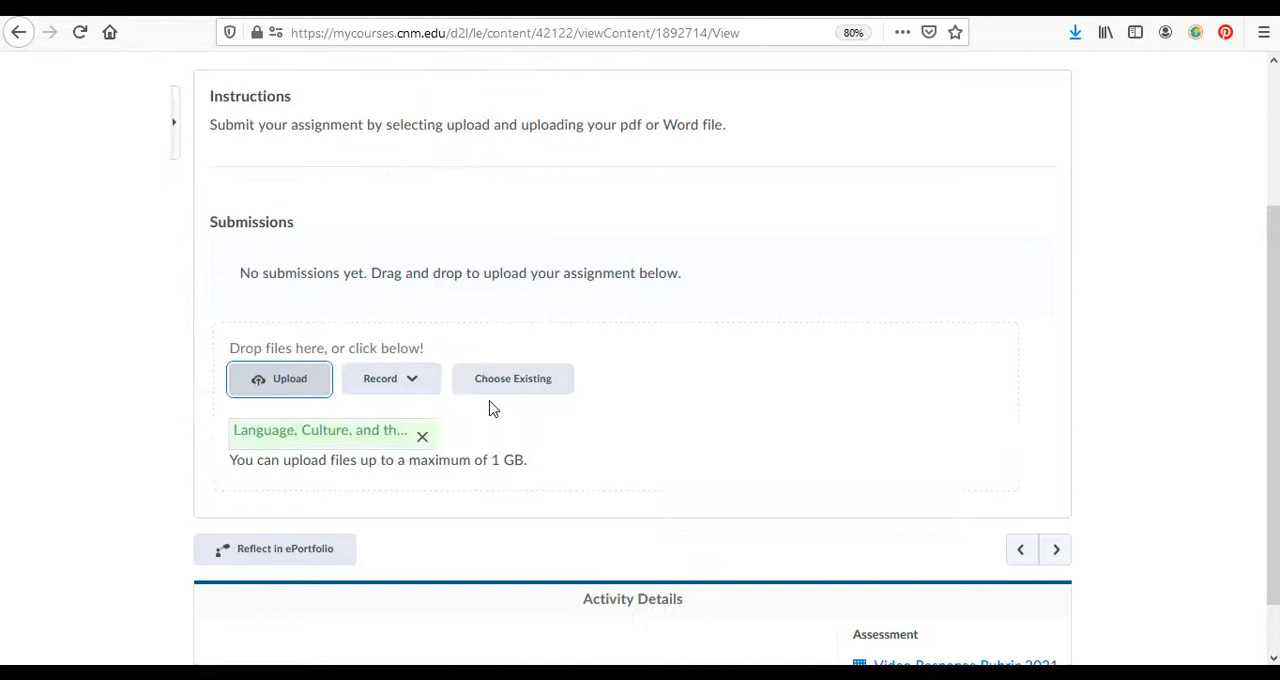 https://mycourses.cnm.edu/d2l/le/content/42122/viewContent/1892714/View
80%
Instructions
Submit your assignment by selecting upload and uploading your pdf or Word file.
Submissions
No submissions yet. Drag and drop to upload your assignment below.
Drop files here, or click below!
Upload
Record
Choose Existing
Language, Culture, and th...
You can upload files up to a maximum of 1 GB.
Reflect in ePortfolio
Activity Details
Assessment
Video Response Rubric 2021